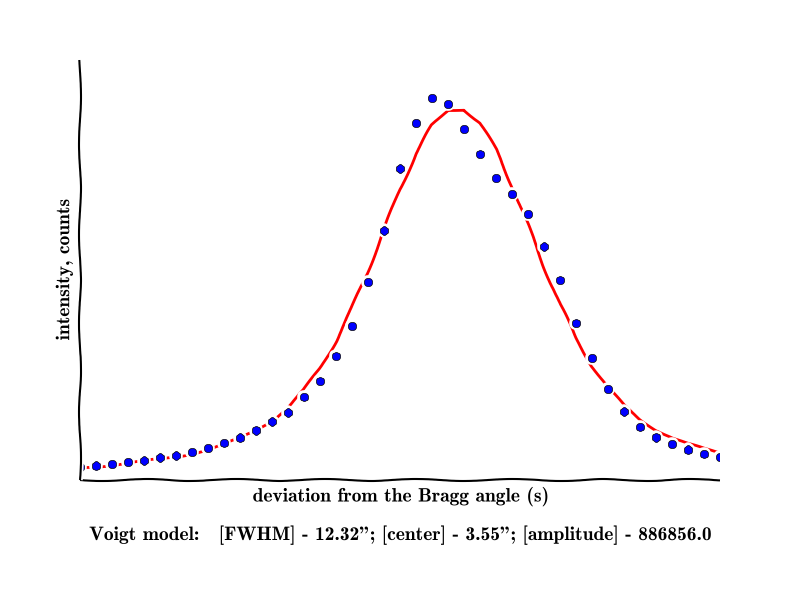 intensity, counts
deviation from the Bragg angle (s)
Voigt model: [FWHM] - 12.32”; [center] - 3.55”; [amplitude] - 886856.0